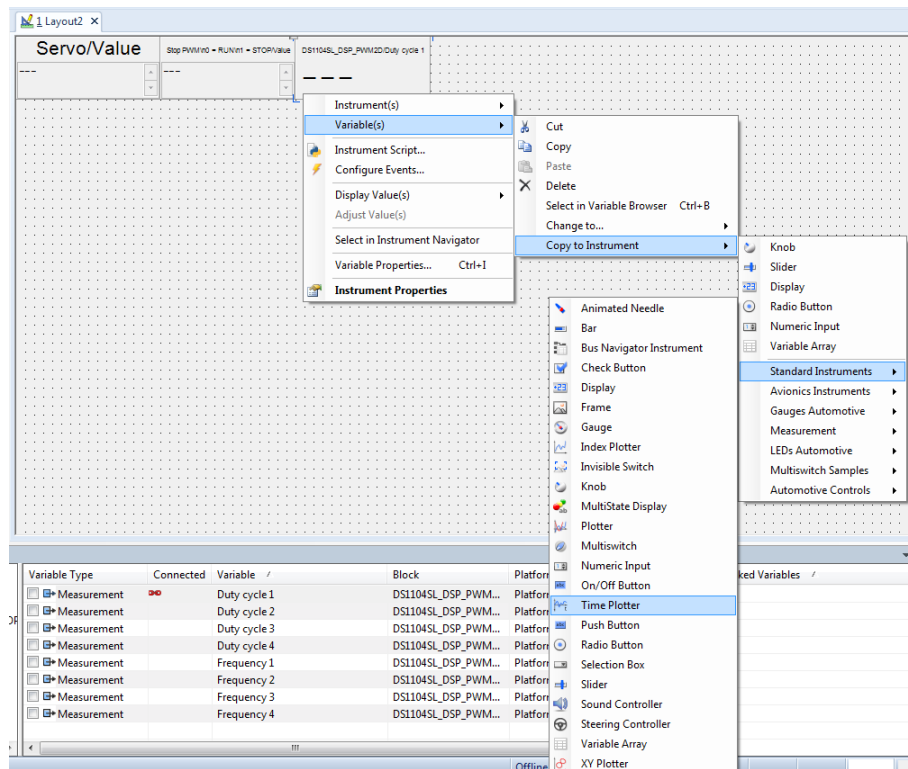 1 Layout2
Servo/Value
Stop PWM\n0 = RUN\n1 = STOP/Value
DS1104SL_DSP_PWM2D/Duty cycle 1
---
---
---
Instrument(s)
Variable(s)
Instrument Script...
Configure Events...
Display Value(s)
Adjust Value(s)
Select in Instrument Navigator
Variable Properties... Ctrl+I
Instrument Properties
Cut
Copy
Paste
Delete
Select in Variable Browser Ctrl+B
Change to...
Copy to Instrument
Knob
Slider
Display
Radio Button
Numeric Input
Variable Array
Standard Instruments
Avionics Instruments
Gauges Automotive
Measurement
LEDs Automotive
Multiswitch Samples
Automotive Controls
Animated Needle
Bar
Bus Navigator Instrument
Check Button
Display
Frame
Gauge
Index Plotter
Invisible Switch
Knob
MultiState Display
Plotter
Multiswitch
Numeric Input
On/Off Button
Time Plotter
Push Button
Radio Button
Selection Box
Slider
Sound Controller
Steering Controller
Variable Array
XY Plotter
Variable Type Connected Variable Block Platfor ked Variables
Measurement Duty cycle 1 DS1104SL_DSP_PWM... Platfor
Measurement Duty cycle 2 DS1104SL_DSP_PWM... Platfor
Measurement Duty cycle 3 DS1104SL_DSP_PWM... Platfor
Measurement Duty cycle 4 DS1104SL_DSP_PWM... Platfor
Measurement Frequency 1 DS1104SL_DSP_PWM... Platfor
Measurement Frequency 2 DS1104SL_DSP_PWM... Platfor
Measurement Frequency 3 DS1104SL_DSP_PWM... Platfor
Measurement Frequency 4 DS1104SL_DSP_PWM... Platfor
Offline